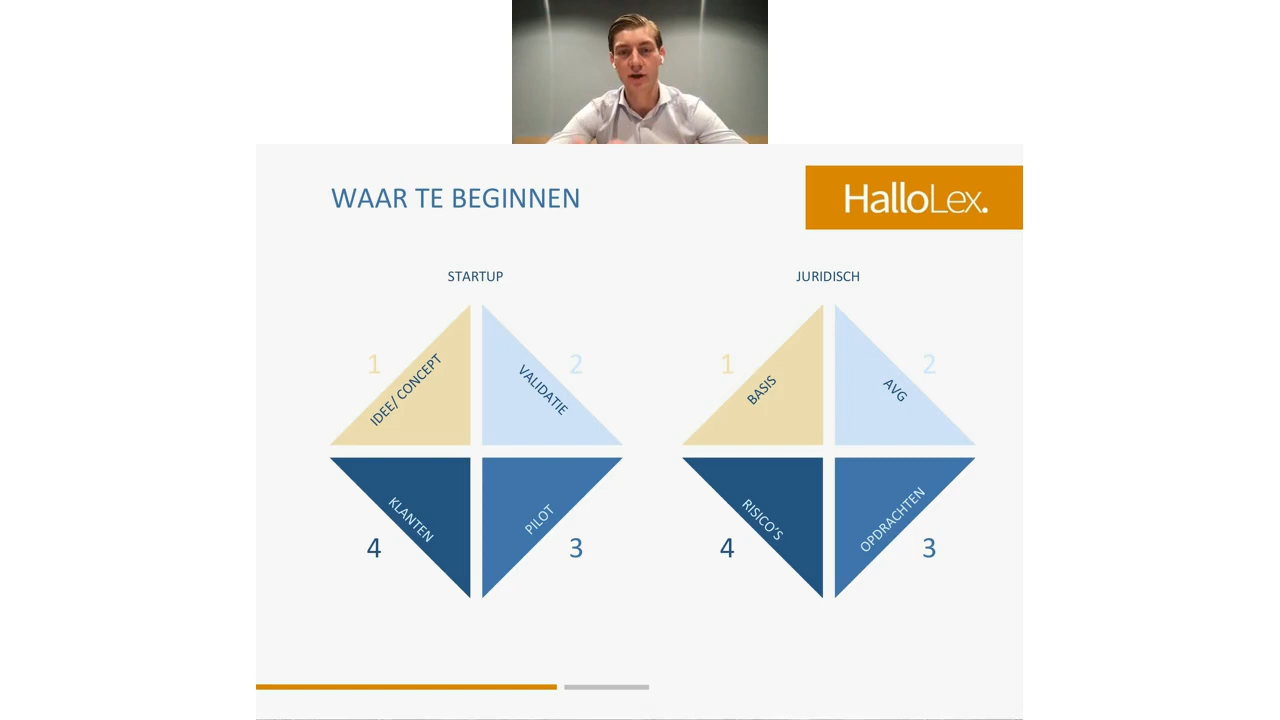 WAAR TE BEGINNEN
HalloLex.
STARTUP
1
IDEE/ CONCEPT
2
VALIDATIE
4
KLANTEN
3
PILOT
JURIDISCH
1
BASIS
2
AVG
4
RISICO'S
3
OPDRACHTEN